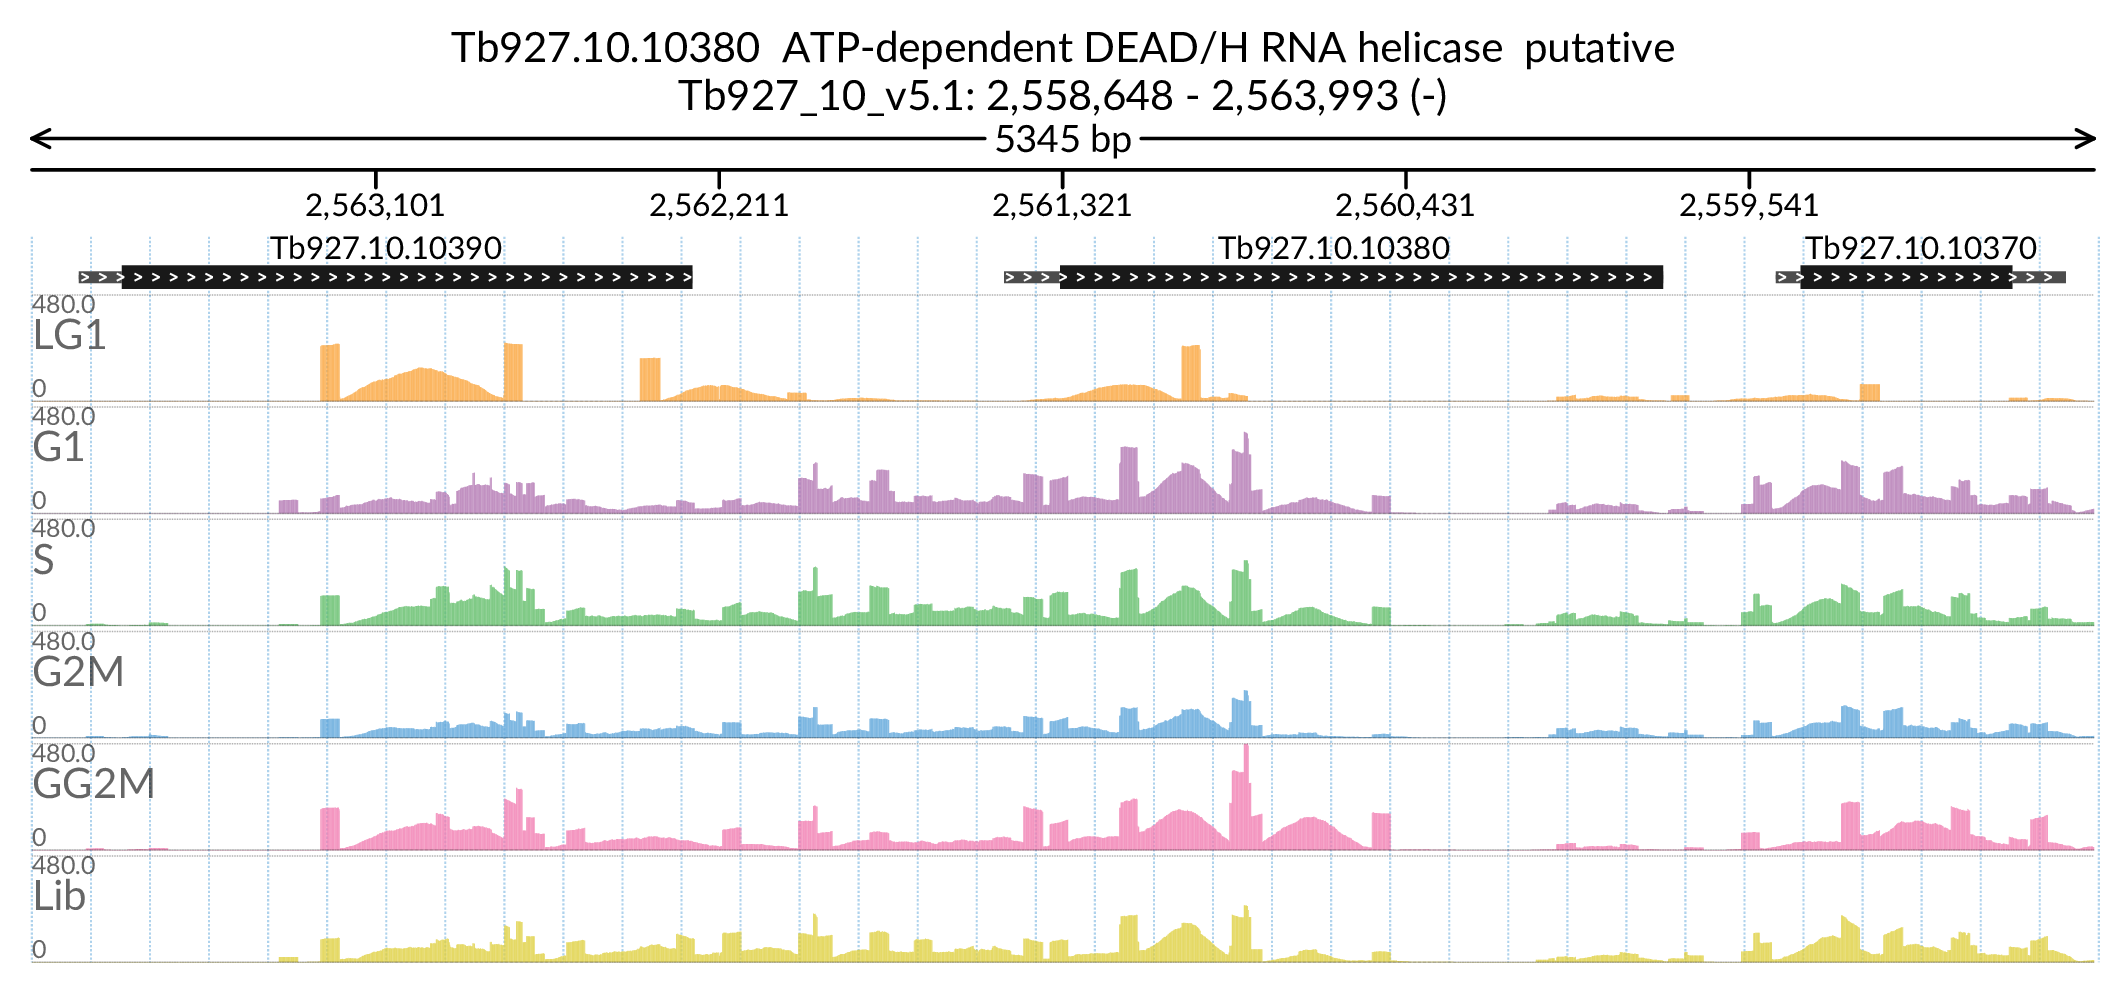 Tb927.10.10380 ATP-dependent DEAD/H RNA helicase putative
Tb927_10_v5.1: 2,558,648 - 2,563,993 (-)
5345 bp
2,563,101 2,562,211 2,561,321 2,560,431 2,559,541
Tb927.10.10390 Tb927.10.10380 Tb927.10.10370
480.0
LG1
0
480.0
G1
0
480.0
S
0
480.0
G2M
0
480.0
GG2M
0
480.0
Lib
0